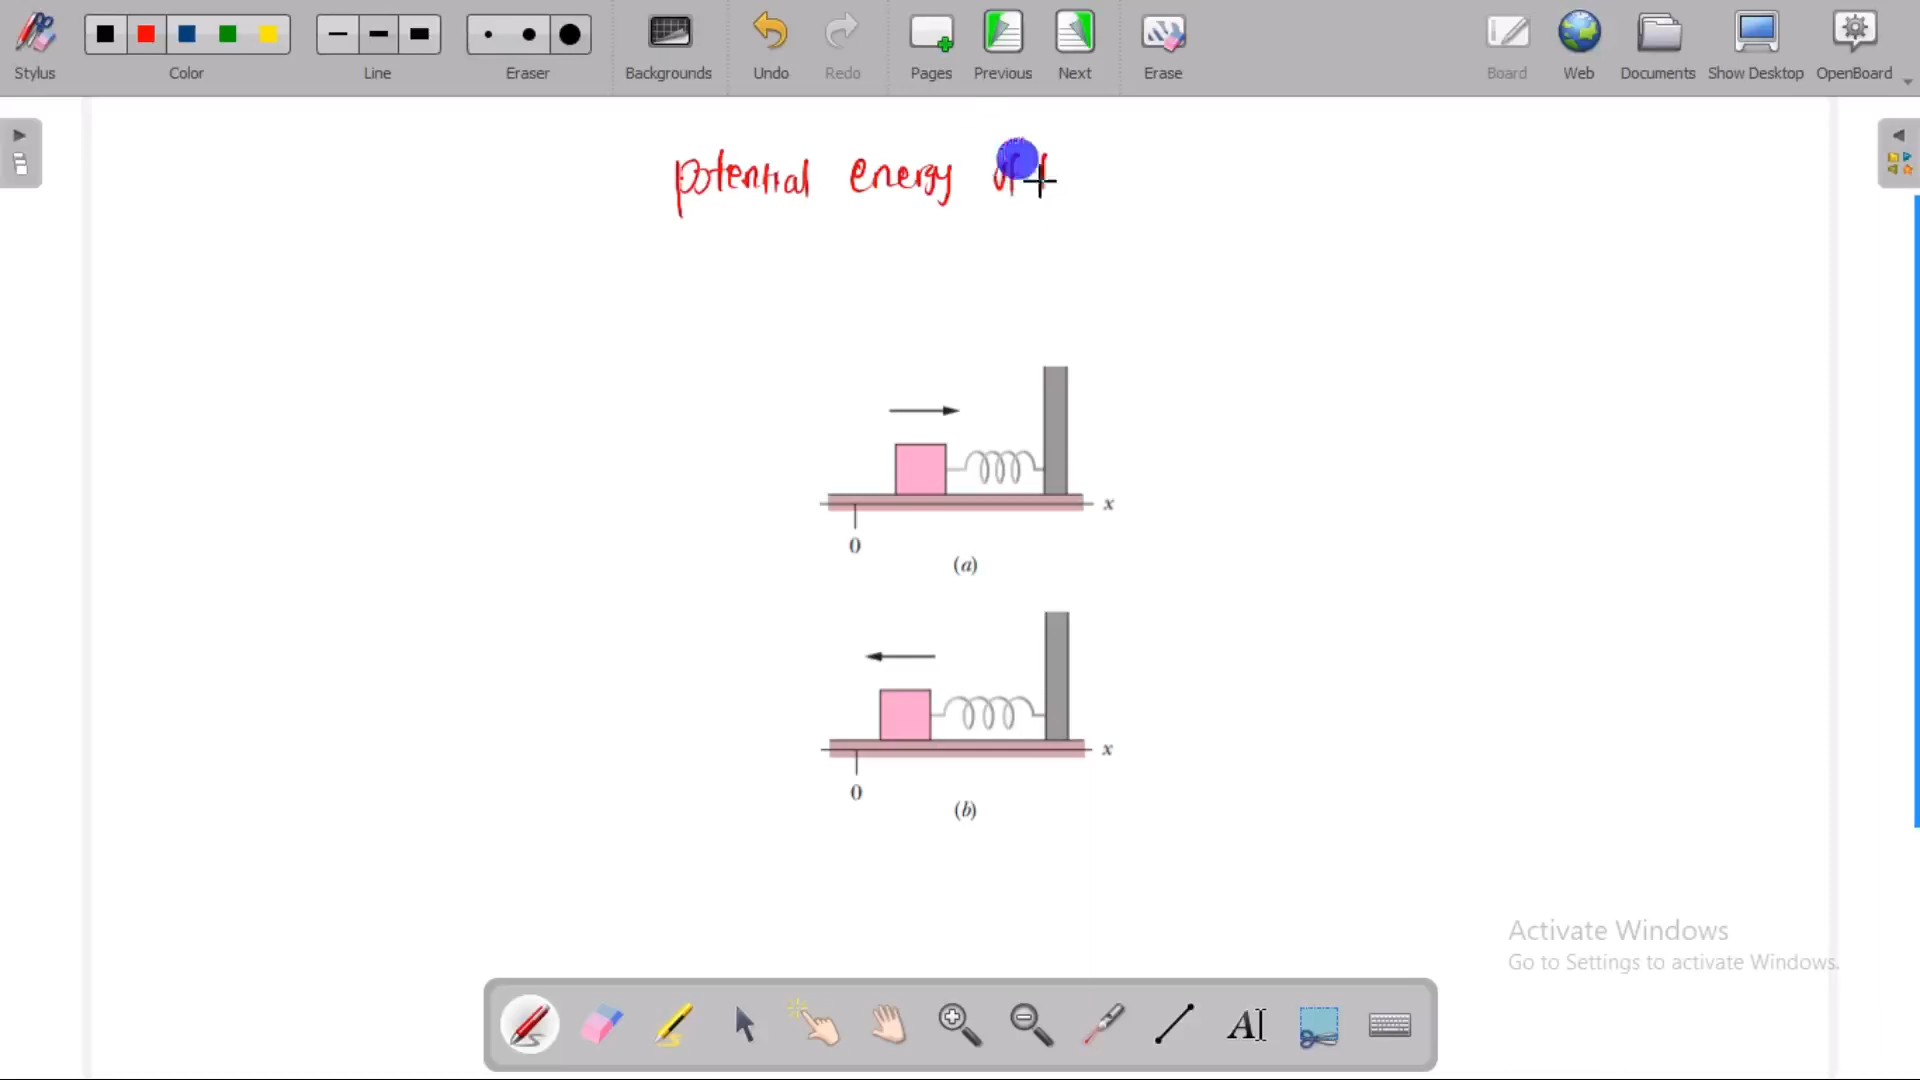 Stylus
Color
Line
Eraser
Backgrounds
Undo
Redo
Pages
Previous
Next
Erase
Board
Web
Documents
Show Desktop
OpenBoard
potential energy of
x
0
(a)
x
0
(b)
Activate Windows
Go to Settings to activate Windows.